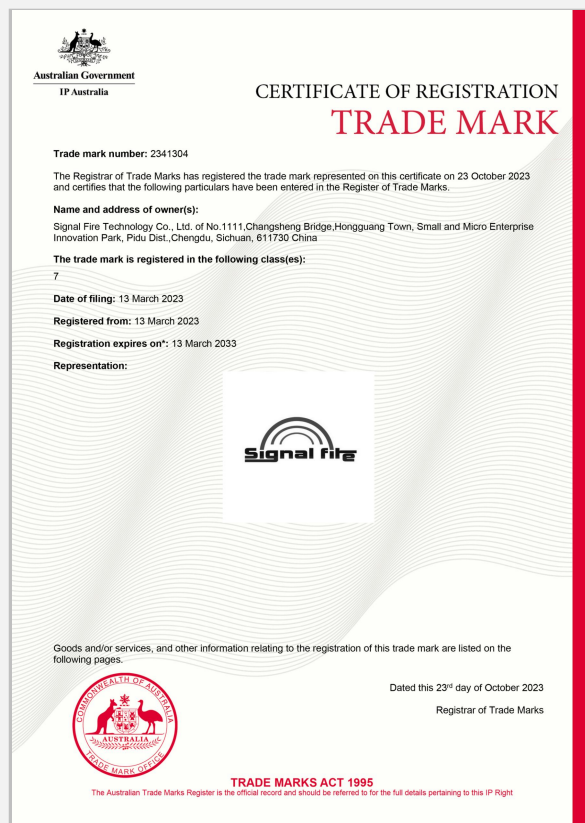 Australian Government
IP Australia
CERTIFICATE OF REGISTRATION
TRADE MARK
Trade mark number: 2341304
The Registrar of Trade Marks has registered the trade mark represented on this certificate on 23 October 2023
and certifies that the following particulars have been entered in the Register of Trade Marks.
Name and address of owner(s):
Signal Fire Technology Co., Ltd. of No.1111,Changsheng Bridge,Hongguang Town, Small and Micro Enterprise
Innovation Park, Pidu Dist.,Chengdu, Sichuan, 611730 China
The trade mark is registered in the following class(es):
7
Date of filing: 13 March 2023
Registered from: 13 March 2023
Registration expires on*: 13 March 2033
Representation:
Signal fire
Goods and/or services, and other information relating to the registration of this trade mark are listed on the
following pages.
Dated this 23rd day of October 2023
Registrar of Trade Marks
COMMONWEALTH OF AUSTRALIA
AUSTRALIA
TRADE MARK OFFICE
TRADE MARKS ACT 1995
The Australian Trade Marks Register is the official record and should be referred to for the full details pertaining to this IP Right